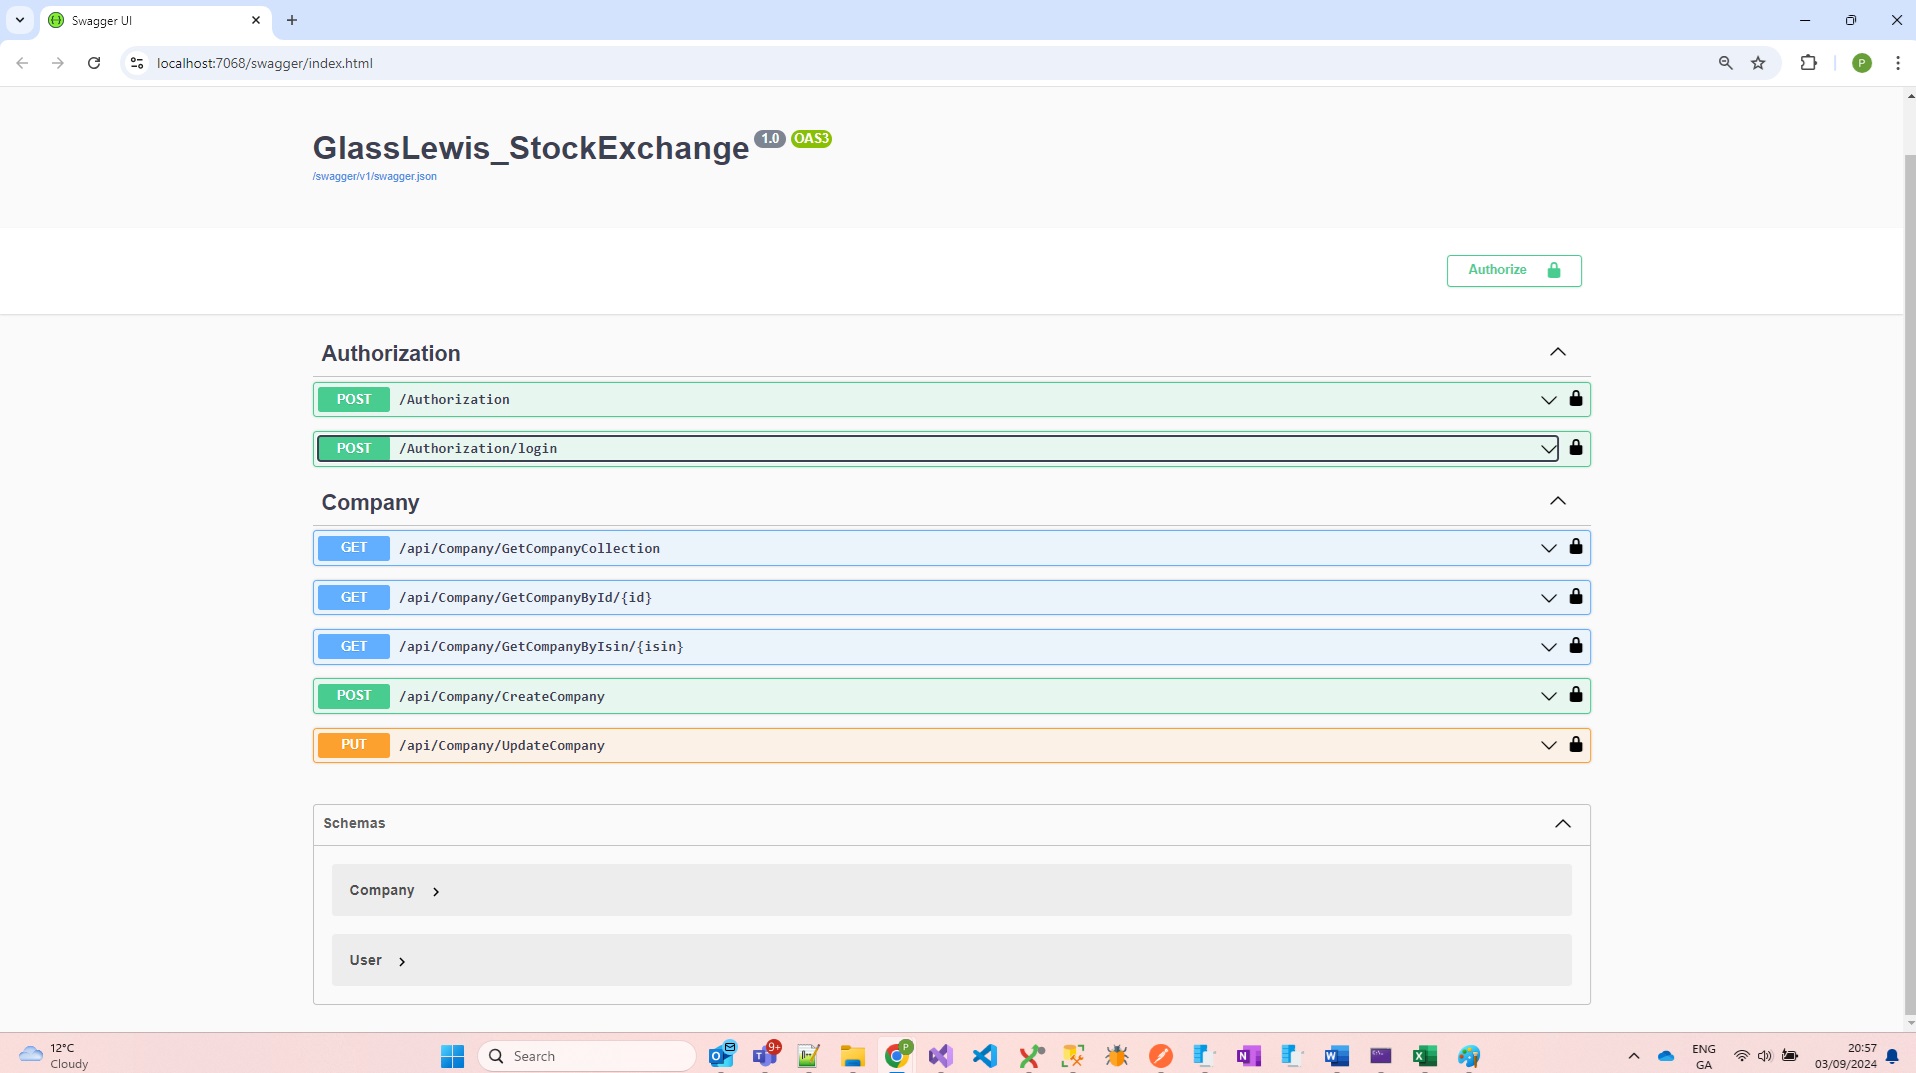 Swagger UI
localhost:7068/swagger/index.html
P
GlassLewis_StockExchange 1.0 OAS3
/swagger/v1/swagger.json
Authorize
Authorization
POST /Authorization
POST /Authorization/login
Company
GET /api/Company/GetCompanyCollection
GET /api/Company/GetCompanyById/{id}
GET /api/Company/GetCompanyByIsin/{isin}
POST /api/Company/CreateCompany
PUT /api/Company/UpdateCompany
Schemas
Company
User
12°C
Cloudy
Search
9+
P
ENG
GA
20:57
03/09/2024